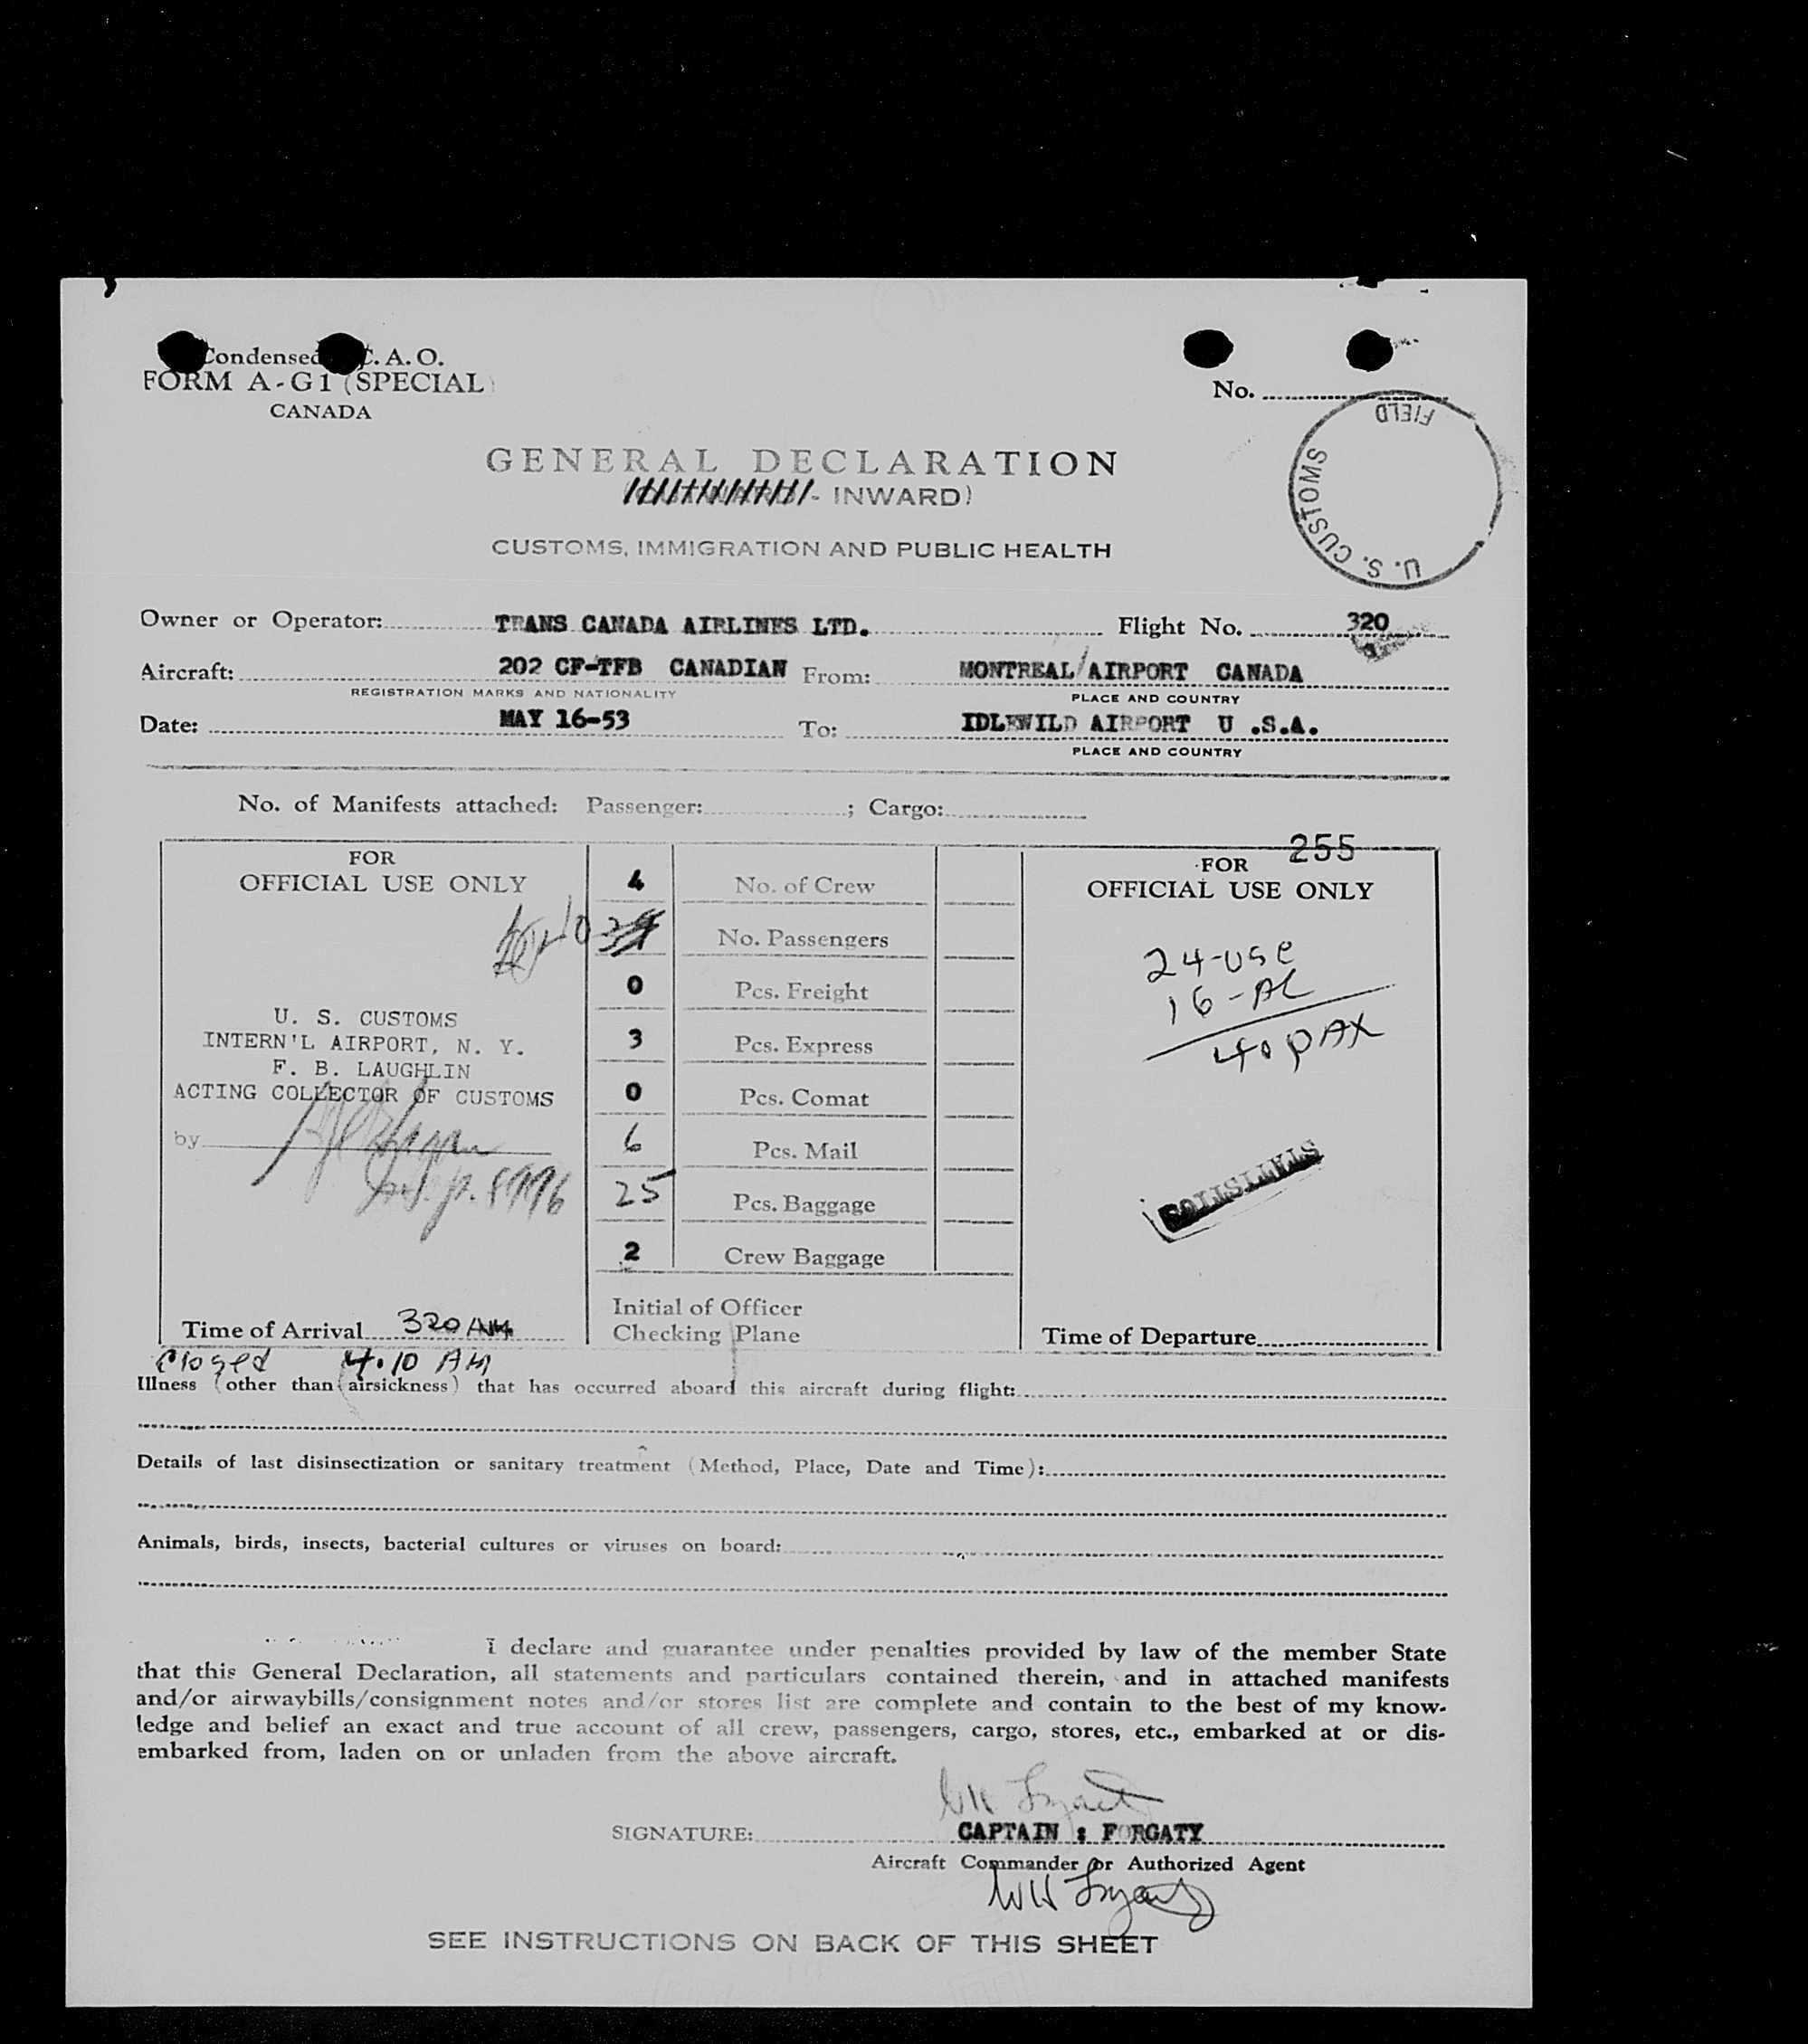 Condensed C. A. O.
FORM A-G1 (SPECIAL)
CANADA
No.
FIELD
U. S. CUSTOMS
GENERAL DECLARATION
- INWARD)
CUSTOMS, IMMIGRATION AND PUBLIC HEALTH
Owner or Operator: TRANS CANADA AIRLINES LTD. Flight No. 320
Aircraft: 202 CF-TFB CANADIAN From: MONTREAL AIRPORT CANADA
REGISTRATION MARKS AND NATIONALITY PLACE AND COUNTRY
Date: MAY 16-53 To: IDLEWILD AIRPORT U .S.A.
PLACE AND COUNTRY
No. of Manifests attached: Passenger: ; Cargo:
FOR
OFFICIAL USE ONLY
U. S. CUSTOMS
INTERN'L AIRPORT, N. Y.
F. B. LAUGHLIN
ACTING COLLECTOR OF CUSTOMS
by
Time of Arrival 320 AM
Closed 4.10 AM
4 No. of Crew
No. Passengers
0 Pcs. Freight
3 Pcs. Express
0 Pcs. Comat
6 Pcs. Mail
25 Pcs. Baggage
2 Crew Baggage
Initial of Officer
Checking Plane
255
FOR
OFFICIAL USE ONLY
24-USC
16-AL
40 PAX
STATISTICS
Time of Departure
Illness (other than airsickness) that has occurred aboard this aircraft during flight:
Details of last disinsectization or sanitary treatment (Method, Place, Date and Time):
Animals, birds, insects, bacterial cultures or viruses on board:
I declare and guarantee under penalties provided by law of the member State
that this General Declaration, all statements and particulars contained therein, and in attached manifests
and/or airwaybills/consignment notes and/or stores list are complete and contain to the best of my know-
ledge and belief an exact and true account of all crew, passengers, cargo, stores, etc., embarked at or dis-
embarked from, laden on or unladen from the above aircraft.
SIGNATURE: CAPTAIN : FORGATY
Aircraft Commander or Authorized Agent
SEE INSTRUCTIONS ON BACK OF THIS SHEET